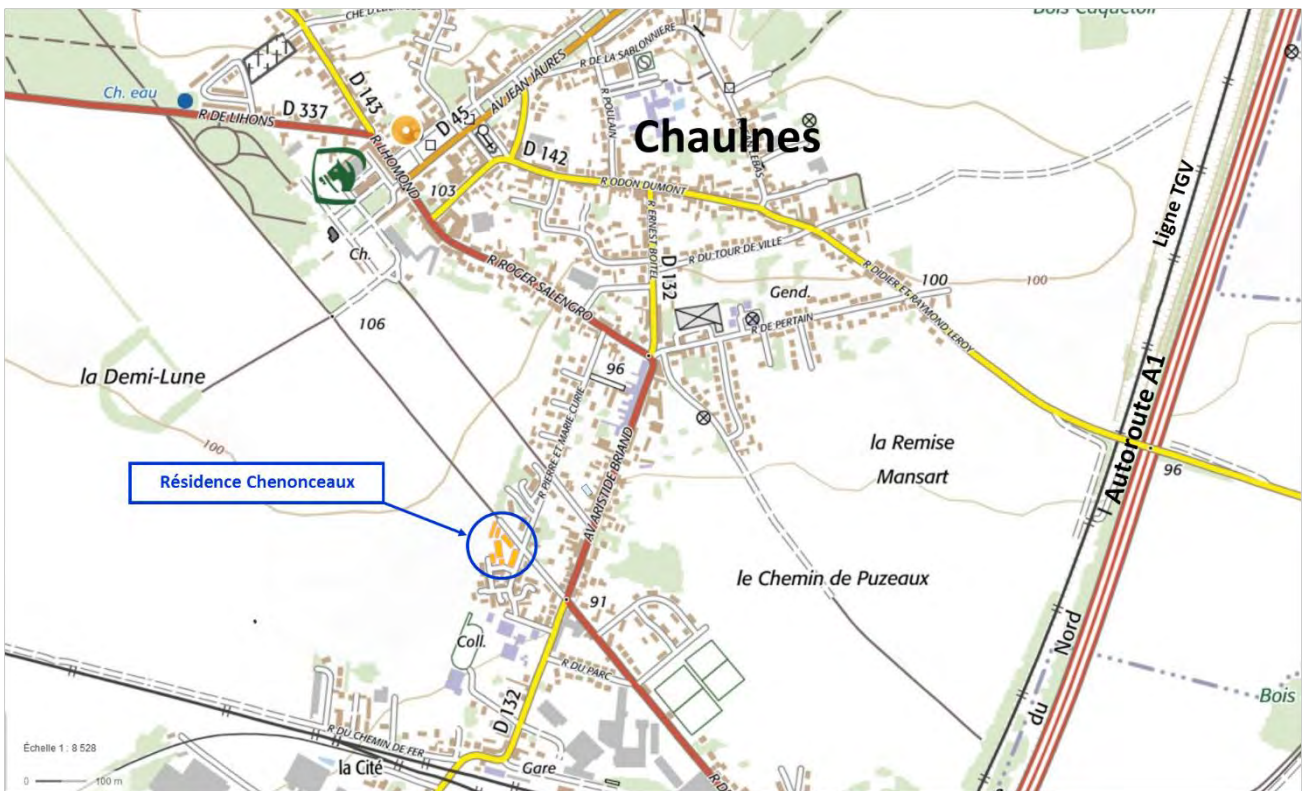 Bois Caquetoil
R DE LA SABLONNIÈRE
AV JEAN JAURES
Ch. eau
D 143
R DE LIHONS
D 337
D 45
R POULAIN
Chaulnes
R LHOMOND
D 142
103
R ODON DUMONT
Ligne TGV
R ERNEST BOITEL
Ch.
R ROGER SALENGRO
D 132
R DU TOUR DE VILLE
R DIDIER ET RAYMOND LEROY
100
100
Gend.
R DE PERTAIN
106
la Demi-Lune
96
R PIERRE ET MARIE CURIE
Autoroute A1
100
AV ARISTIDE BRIAND
la Remise
Mansart
96
Résidence Chenonceaux
le Chemin de Puzeaux
91
Nord
Coll.
R DU PARC
du
Bois
D 132
R DU CHEMIN DE FER
Échelle 1 : 8 528
la Cité
Gare
0
100 m